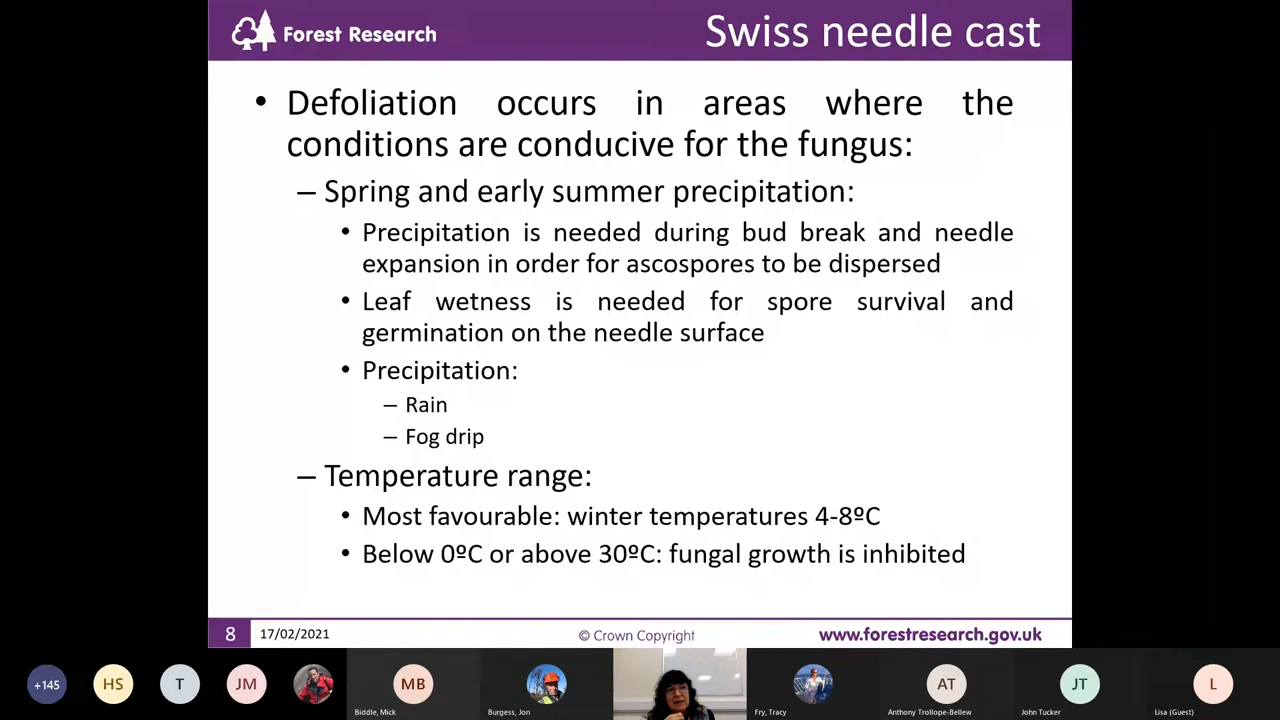 Forest Research
Swiss needle cast
• Defoliation occurs in areas where the
conditions are conducive for the fungus:
– Spring and early summer precipitation:
• Precipitation is needed during bud break and needle
expansion in order for ascospores to be dispersed
• Leaf wetness is needed for spore survival and
germination on the needle surface
• Precipitation:
– Rain
– Fog drip
– Temperature range:
• Most favourable: winter temperatures 4-8ºC
• Below 0ºC or above 30ºC: fungal growth is inhibited
8
17/02/2021
© Crown Copyright
www.forestresearch.gov.uk
+145
HS
T
JM
MB
AT
JT
L
Biddle, Mick
Burgess, Jon
Fry, Tracy
Anthony Trollope-Bellew
John Tucker
Lisa (Guest)